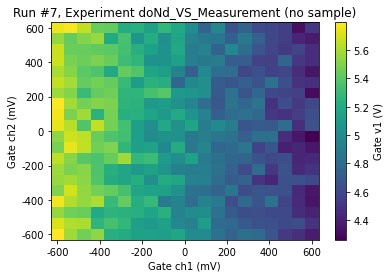 Run #7, Experiment doNd_VS_Measurement (no sample)
Gate ch2 (mV)
600
400
200
0
-200
-400
-600
-600 -400 -200 0 200 400 600
Gate ch1 (mV)
5.6
5.4
5.2
5
4.8
4.6
4.4
Gate v1 (V)